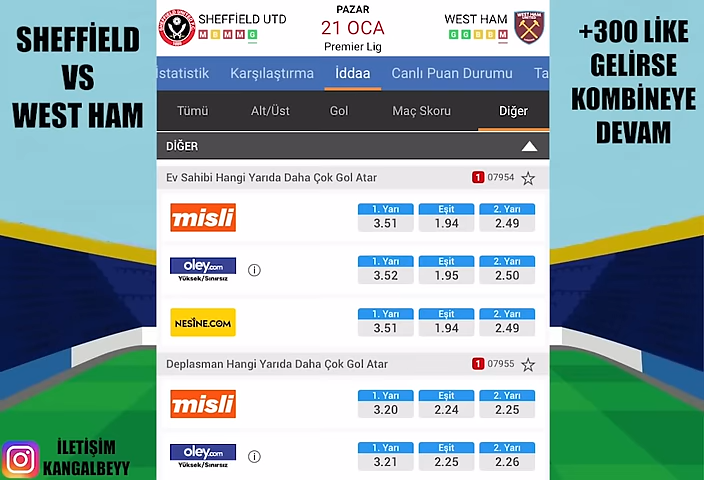 SHEFFİELD
VS
WEST HAM
SHEFFİELD UTD
M B M M G
PAZAR
21 OCA
Premier Lig
WEST HAM
G G B B M
+300 LİKE
GELİRSE
KOMBİNEYE
DEVAM
İstatistik Karşılaştırma İddaa Canlı Puan Durumu Ta
Tümü Alt/Üst Gol Maç Skoru Diğer
DİĞER
Ev Sahibi Hangi Yarıda Daha Çok Gol Atar 1 07954
misli
1. Yarı Eşit 2. Yarı
3.51 1.94 2.49
oley.com
Yüksek/Sınırsız
1. Yarı Eşit 2. Yarı
3.52 1.95 2.50
NESİNE.COM
1. Yarı Eşit 2. Yarı
3.51 1.94 2.49
Deplasman Hangi Yarıda Daha Çok Gol Atar 1 07955
misli
1. Yarı Eşit 2. Yarı
3.20 2.24 2.25
oley.com
Yüksek/Sınırsız
1. Yarı Eşit 2. Yarı
3.21 2.25 2.26
İLETİŞİM
KANGALBEYY